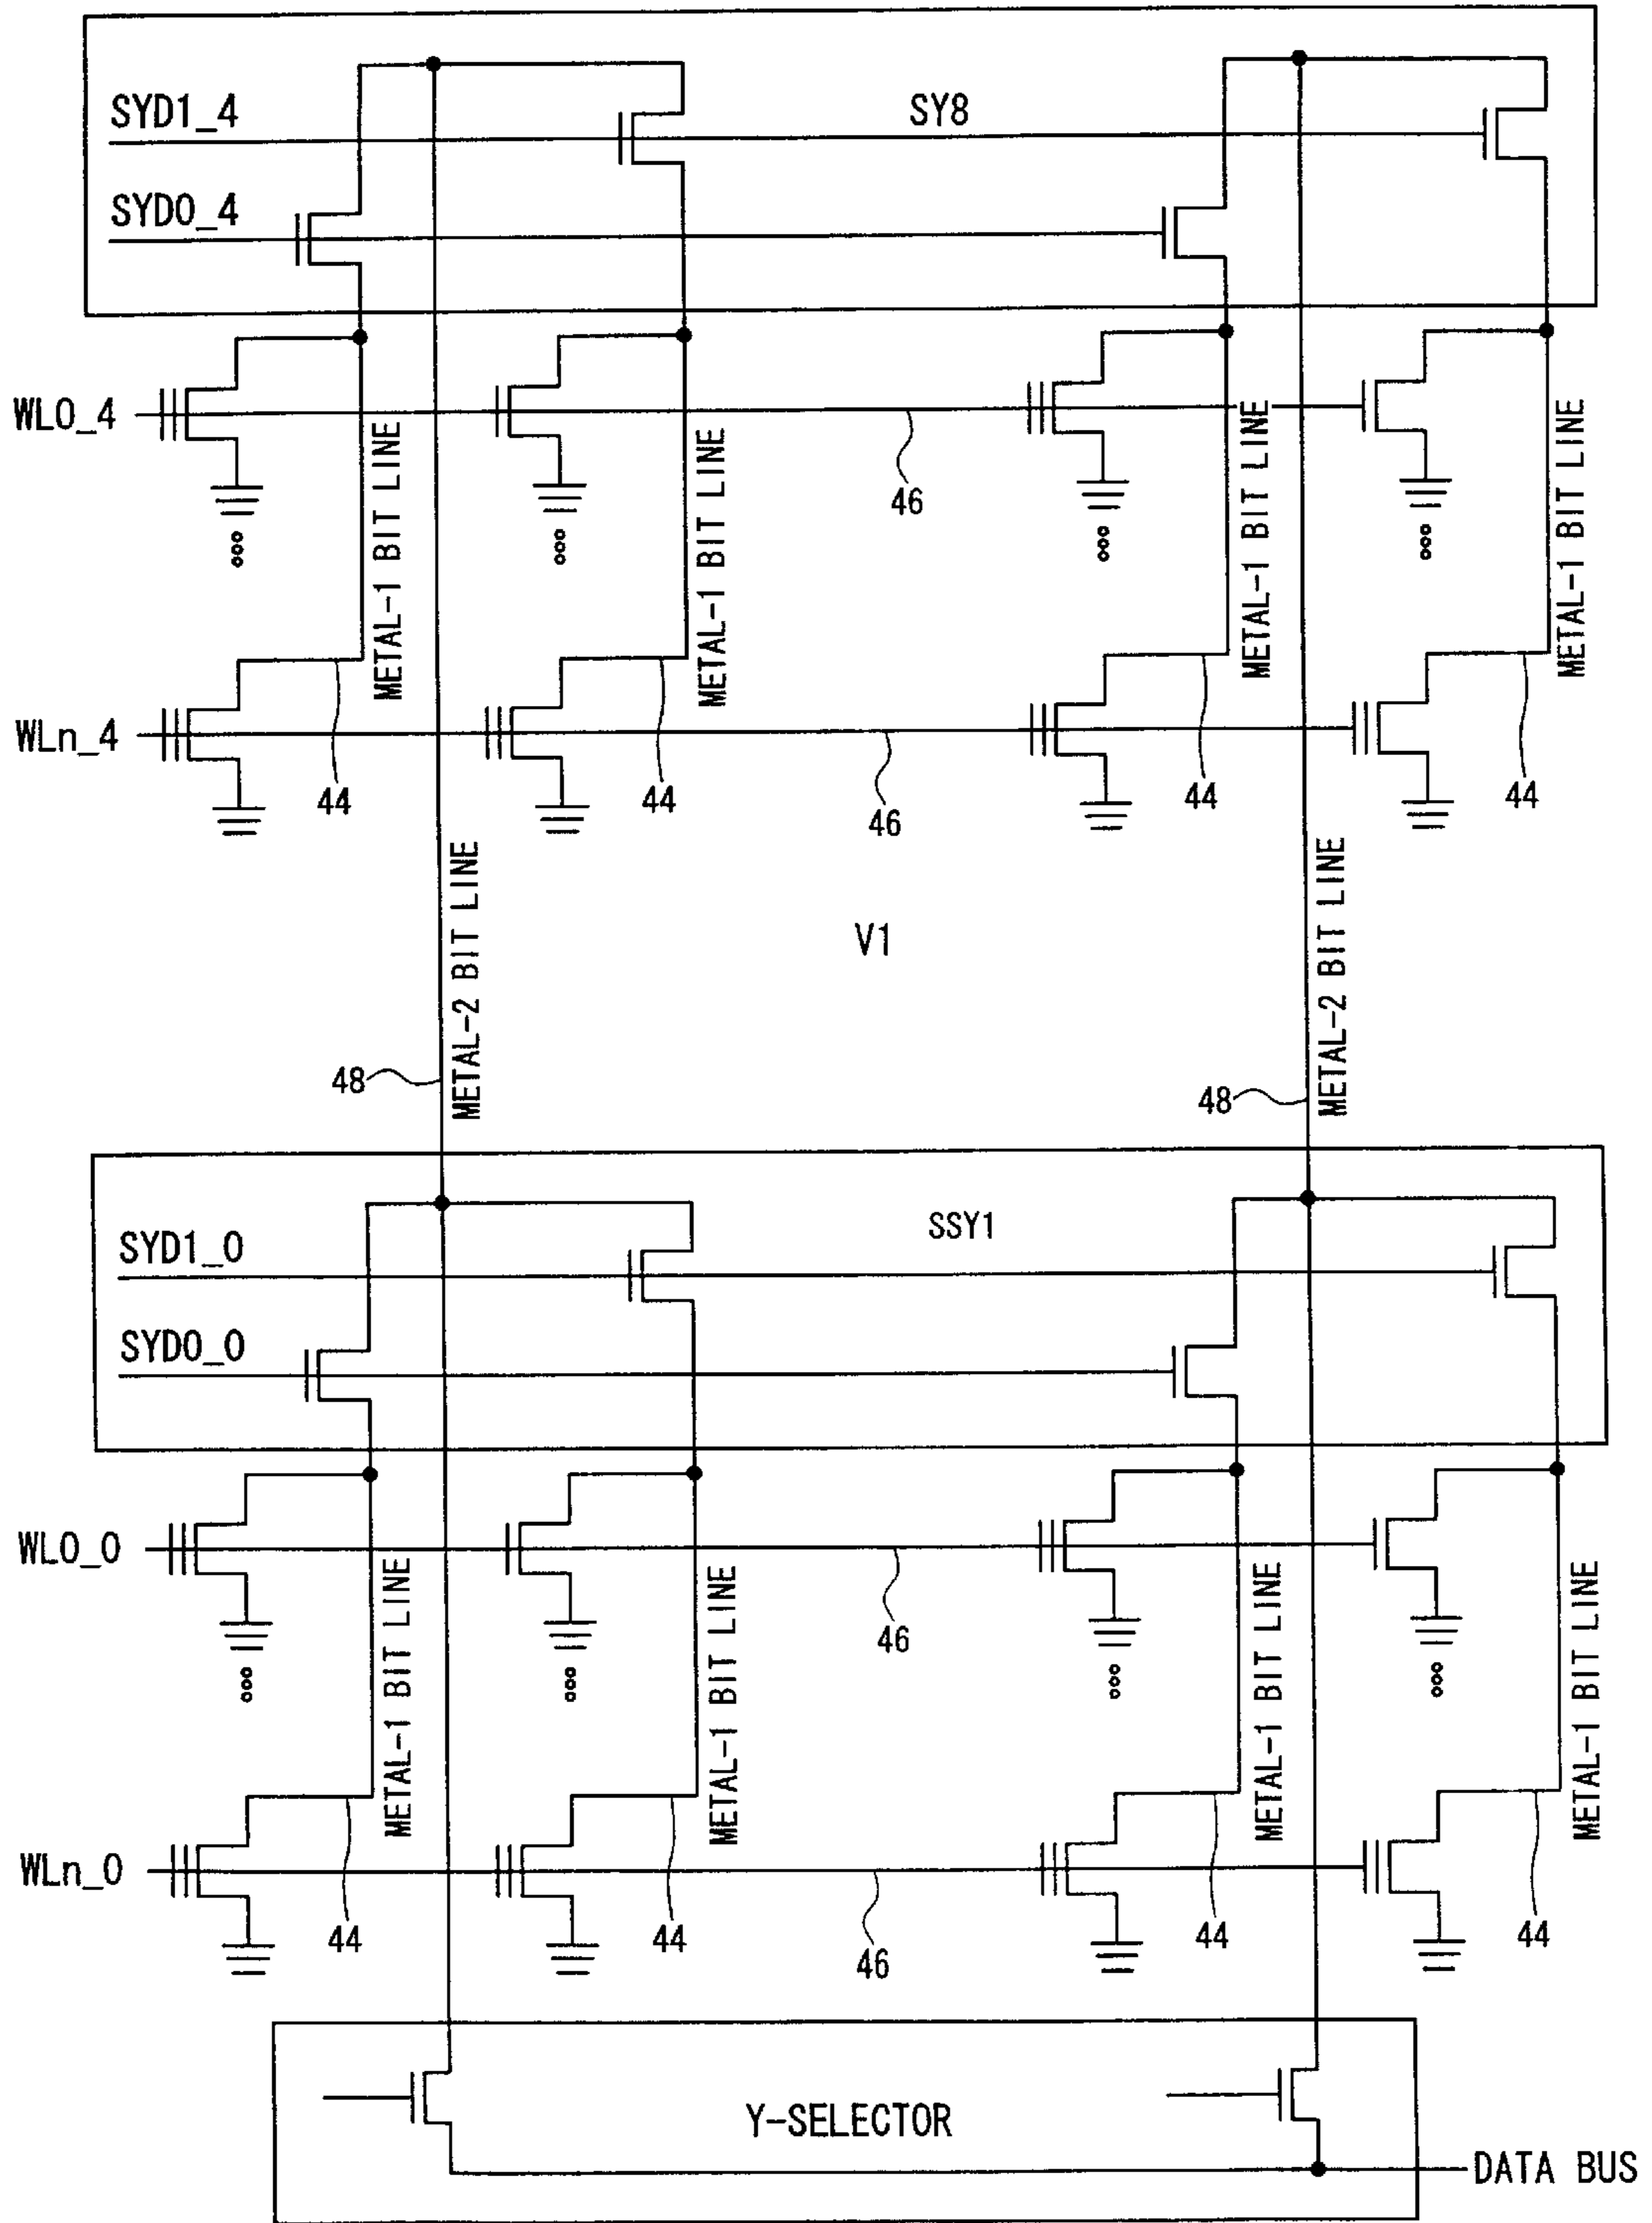 SYD1_4
SY8
SYD0_4
WL0_4
METAL-1 BIT LINE
METAL-1 BIT LINE
METAL-1 BIT LINE
METAL-1 BIT LINE
46
WLn_4
44
44
46
44
44
METAL-2 BIT LINE
METAL-2 BIT LINE
V1
48
48
SYD1_0
SSY1
SYD0_0
WL0_0
METAL-1 BIT LINE
METAL-1 BIT LINE
METAL-1 BIT LINE
METAL-1 BIT LINE
46
WLn_0
44
44
46
44
44
Y-SELECTOR
DATA BUS